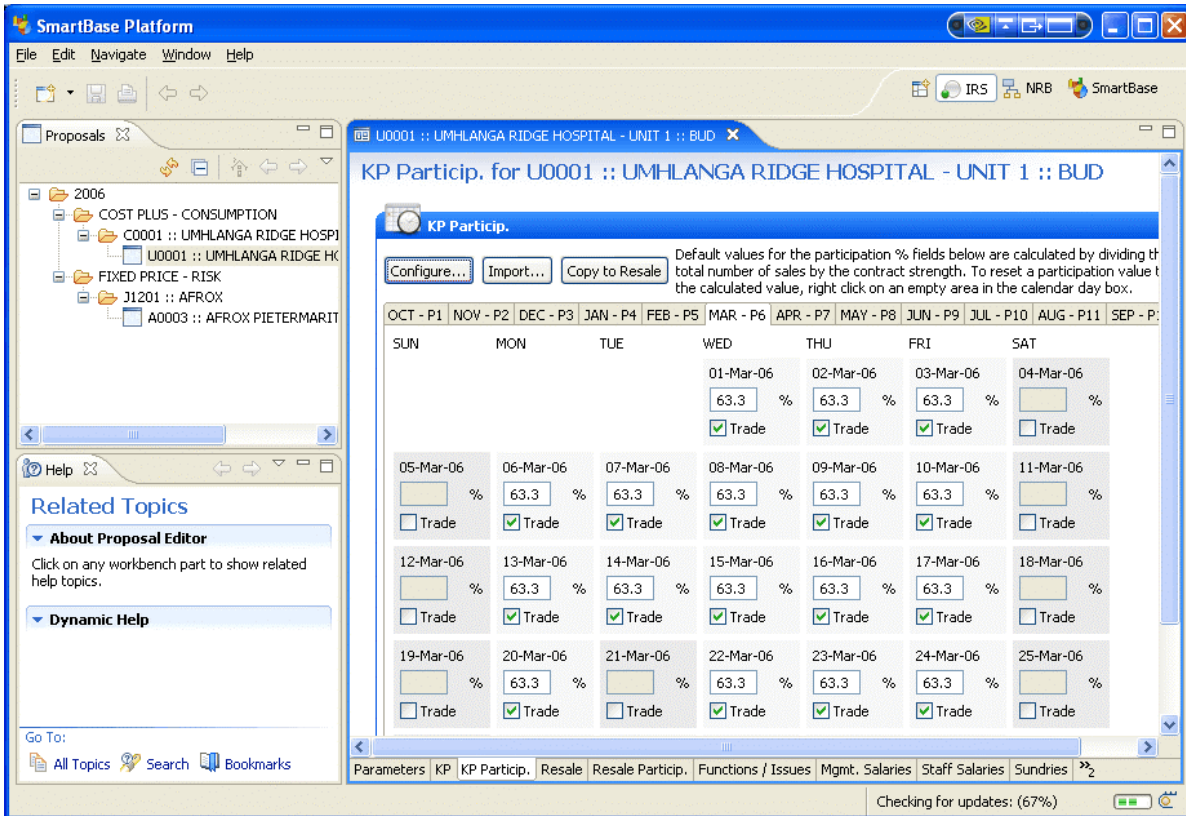 SmartBase Platform
File Edit Navigate Window Help
IRS NRB SmartBase
Proposals
2006
COST PLUS - CONSUMPTION
C0001 :: UMHLANGA RIDGE HOSPI
U0001 :: UMHLANGA RIDGE HO
FIXED PRICE - RISK
J1201 :: AFROX
A0003 :: AFROX PIETERMARIT
Help
Related Topics
About Proposal Editor
Click on any workbench part to show related
help topics.
Dynamic Help
Go To:
All Topics Search Bookmarks
U0001 :: UMHLANGA RIDGE HOSPITAL - UNIT 1 :: BUD
KP Particip. for U0001 :: UMHLANGA RIDGE HOSPITAL - UNIT 1 :: BUD
KP Particip.
Configure... Import... Copy to Resale
Default values for the participation % fields below are calculated by dividing th
total number of sales by the contract strength. To reset a participation value t
the calculated value, right click on an empty area in the calendar day box.
OCT - P1 NOV - P2 DEC - P3 JAN - P4 FEB - P5 MAR - P6 APR - P7 MAY - P8 JUN - P9 JUL - P10 AUG - P11 SEP - P1
SUN MON TUE WED THU FRI SAT
01-Mar-06 02-Mar-06 03-Mar-06 04-Mar-06
63.3 % 63.3 % 63.3 % %
Trade Trade Trade Trade
05-Mar-06 06-Mar-06 07-Mar-06 08-Mar-06 09-Mar-06 10-Mar-06 11-Mar-06
% 63.3 % 63.3 % 63.3 % 63.3 % 63.3 % %
Trade Trade Trade Trade Trade Trade Trade
12-Mar-06 13-Mar-06 14-Mar-06 15-Mar-06 16-Mar-06 17-Mar-06 18-Mar-06
% 63.3 % 63.3 % 63.3 % 63.3 % 63.3 % %
Trade Trade Trade Trade Trade Trade Trade
19-Mar-06 20-Mar-06 21-Mar-06 22-Mar-06 23-Mar-06 24-Mar-06 25-Mar-06
% 63.3 % % 63.3 % 63.3 % 63.3 % %
Trade Trade Trade Trade Trade Trade Trade
Parameters KP KP Particip. Resale Resale Particip. Functions / Issues Mgmt. Salaries Staff Salaries Sundries »2
Checking for updates: (67%)